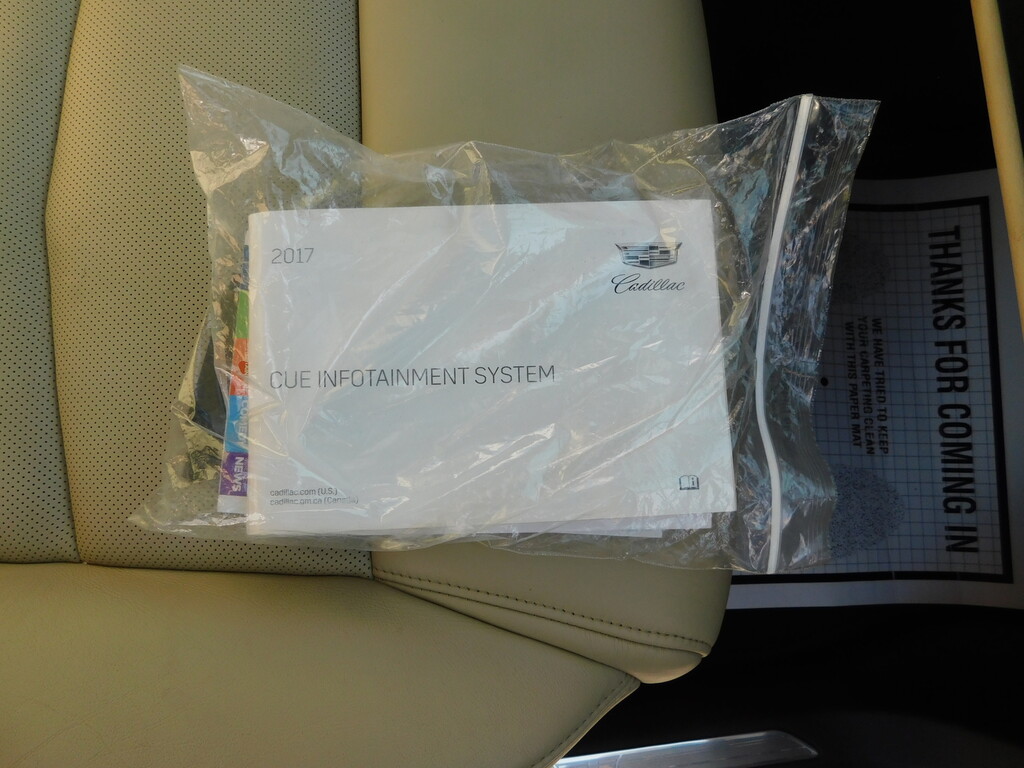 2017
Cadillac
CUE INFOTAINMENT SYSTEM
cadillac.com (U.S.)
cadillac.gm.ca (Canada)
NEWS
THANKS FOR COMING IN
WE HAVE TRIED TO KEEP
YOUR CARPETING CLEAN
WITH THIS PAPER MAT